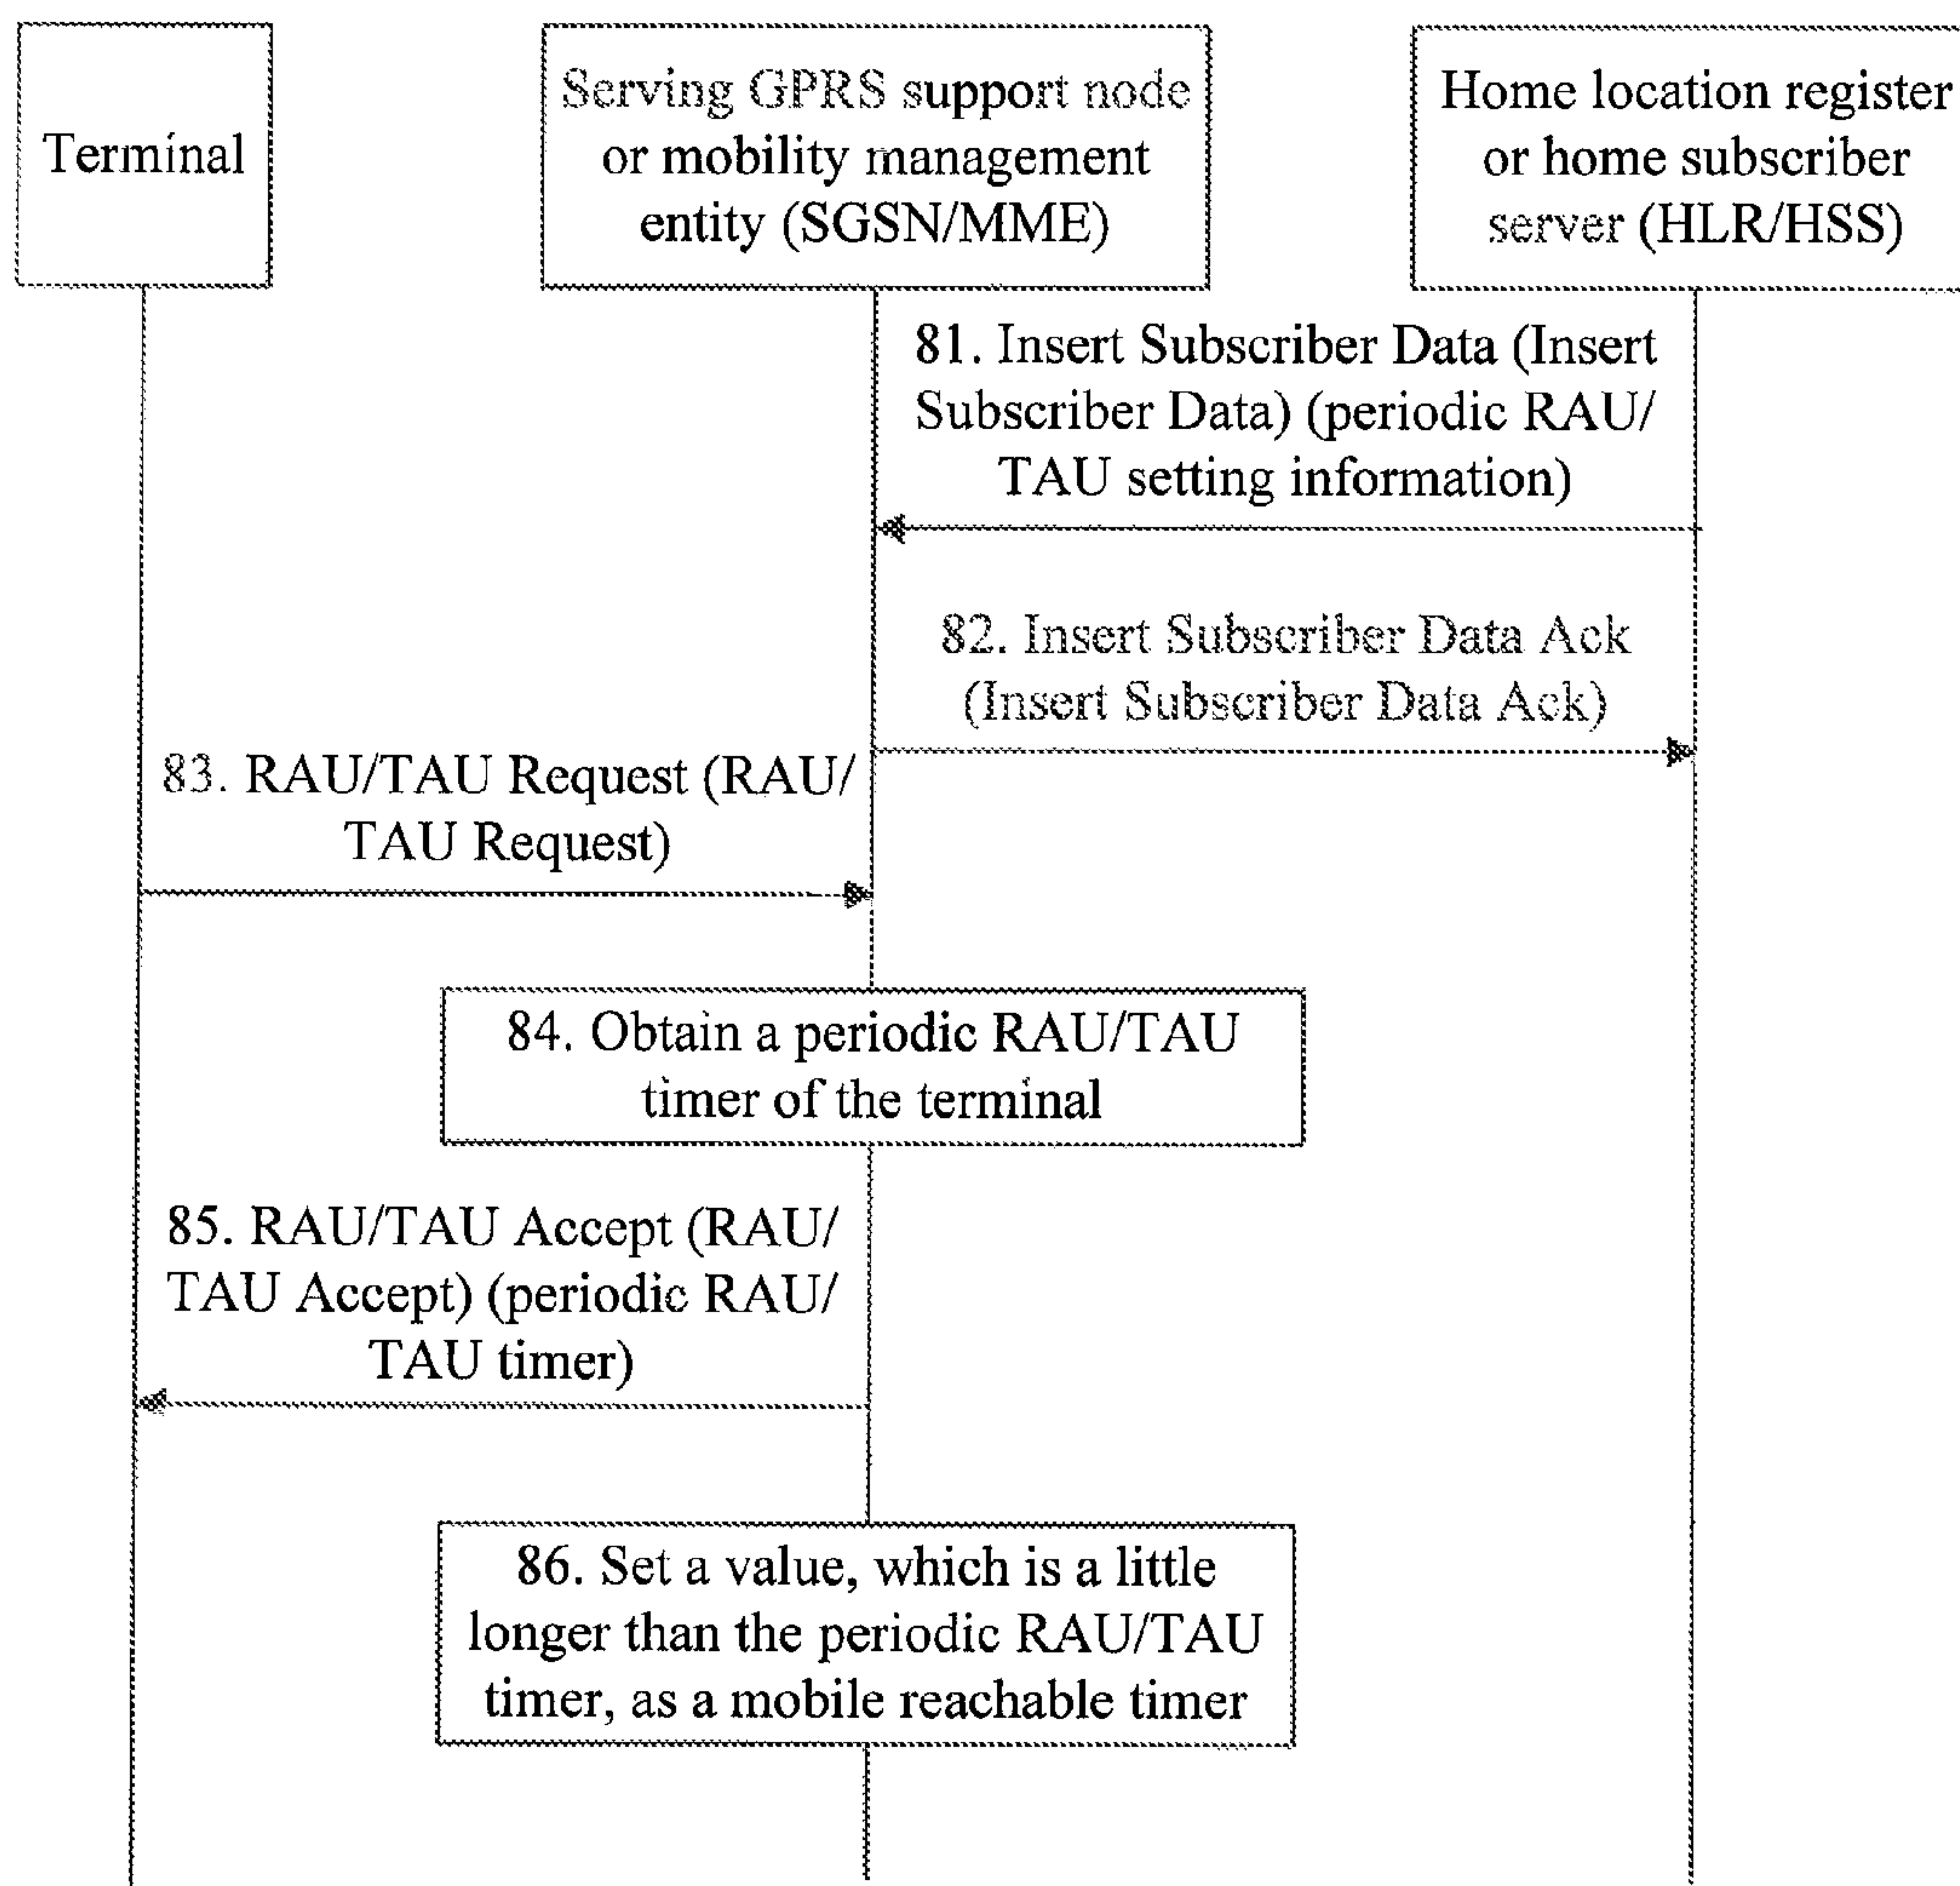 Terminal
Serving GPRS support node
or mobility management
entity (SGSN/MME)
Home location register
or home subscriber
server (HLR/HSS)
81. Insert Subscriber Data (Insert
Subscriber Data) (periodic RAU/
TAU setting information)
82. Insert Subscriber Data Ack
(Insert Subscriber Data Ack)
83. RAU/TAU Request (RAU/
TAU Request)
84. Obtain a periodic RAU/TAU
timer of the terminal
85. RAU/TAU Accept (RAU/
TAU Accept) (periodic RAU/
TAU timer)
86. Set a value, which is a little
longer than the periodic RAU/TAU
timer, as a mobile reachable timer